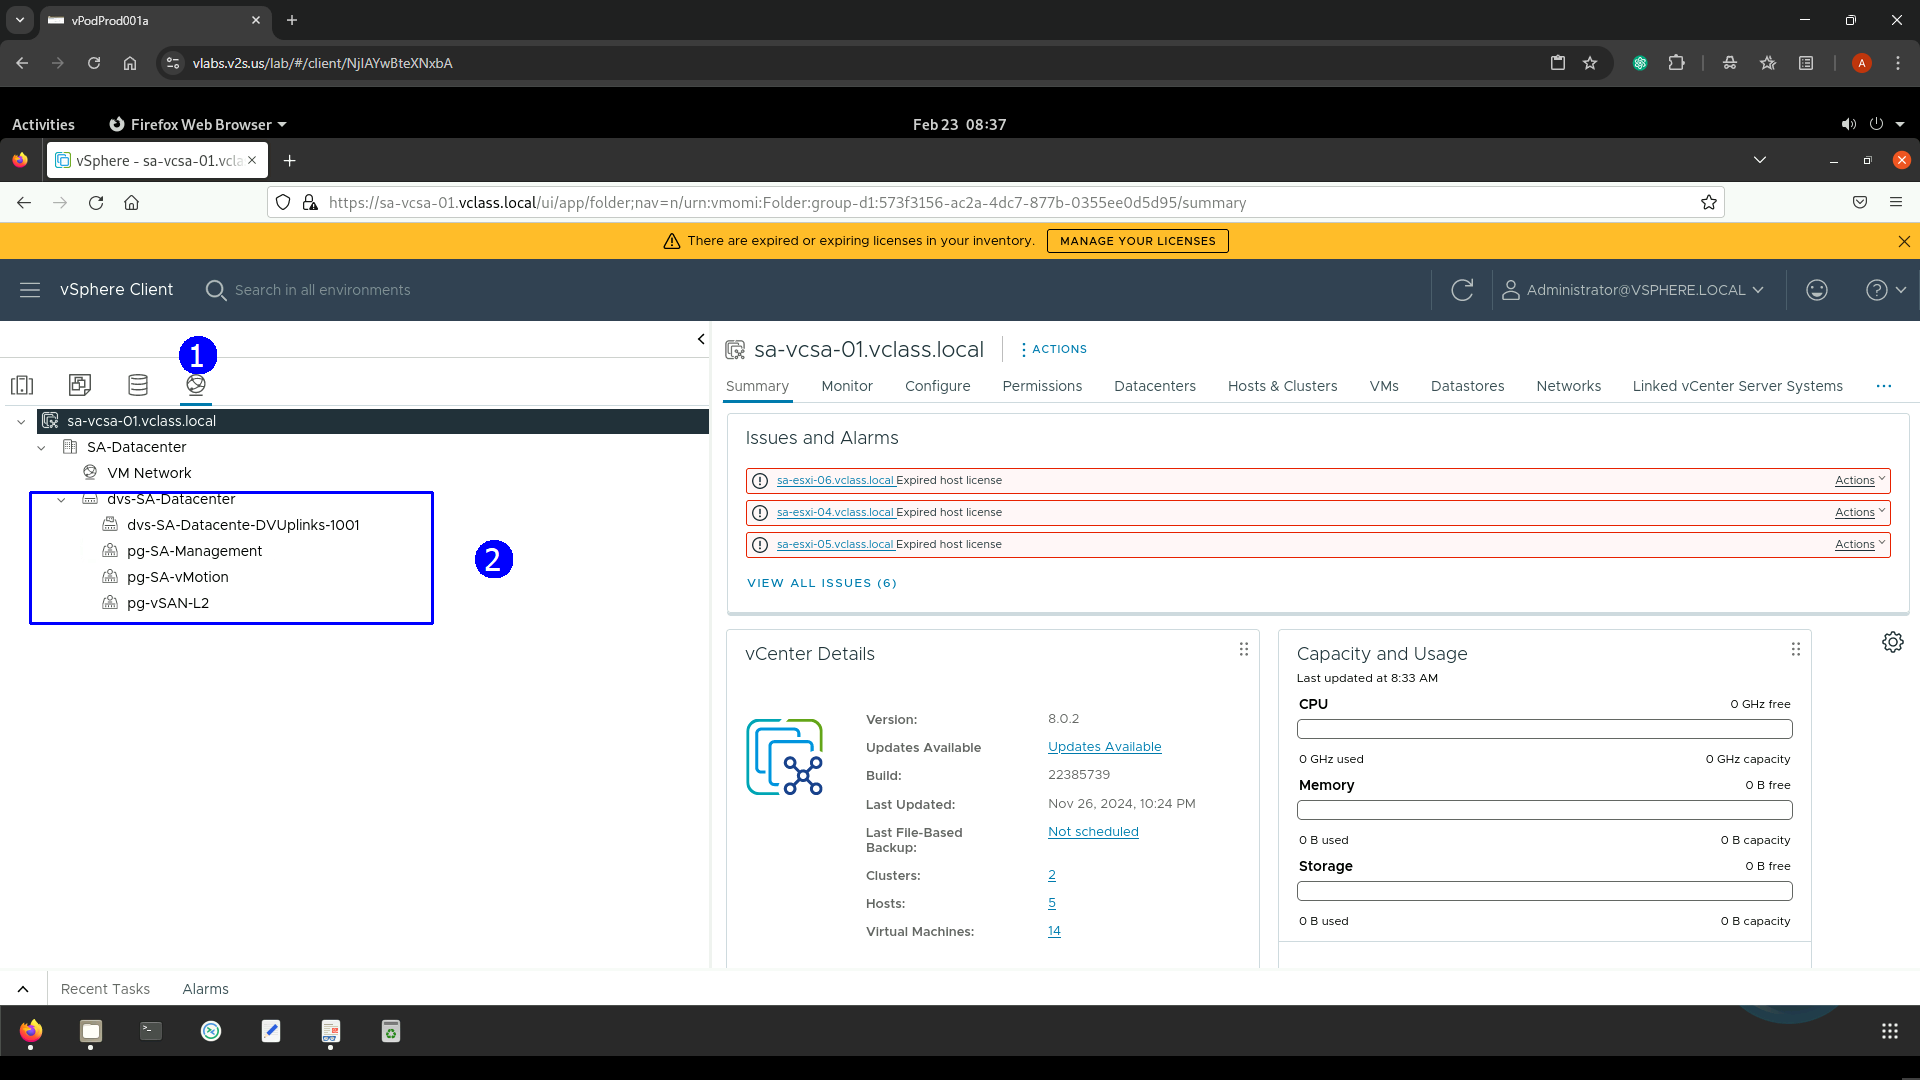 vPodProd001a
vlabs.v2s.us/lab/#/client/NjIAYwBteXNxbA
A
Activities
Firefox Web Browser
Feb 23 08:37
vSphere - sa-vcsa-01.vcla
https://sa-vcsa-01.vclass.local/ui/app/folder;nav=n/urn:vmomi:Folder:group-d1:573f3156-ac2a-4dc7-877b-0355ee0d5d95/summary
There are expired or expiring licenses in your inventory.
MANAGE YOUR LICENSES
vSphere Client
Search in all environments
Administrator@VSPHERE.LOCAL
1
sa-vcsa-01.vclass.local
SA-Datacenter
VM Network
dvs-SA-Datacenter
dvs-SA-Datacente-DVUplinks-1001
pg-SA-Management
pg-SA-vMotion
pg-vSAN-L2
2
sa-vcsa-01.vclass.local
ACTIONS
Summary Monitor Configure Permissions Datacenters Hosts & Clusters VMs Datastores Networks Linked vCenter Server Systems ...
Issues and Alarms
sa-esxi-06.vclass.local Expired host license Actions
sa-esxi-04.vclass.local Expired host license Actions
sa-esxi-05.vclass.local Expired host license Actions
VIEW ALL ISSUES (6)
vCenter Details
Version: 8.0.2
Updates Available Updates Available
Build: 22385739
Last Updated: Nov 26, 2024, 10:24 PM
Last File-Based Not scheduled
Backup:
Clusters: 2
Hosts: 5
Virtual Machines: 14
Capacity and Usage
Last updated at 8:33 AM
CPU 0 GHz free
0 GHz used 0 GHz capacity
Memory 0 B free
0 B used 0 B capacity
Storage 0 B free
0 B used 0 B capacity
Recent Tasks Alarms